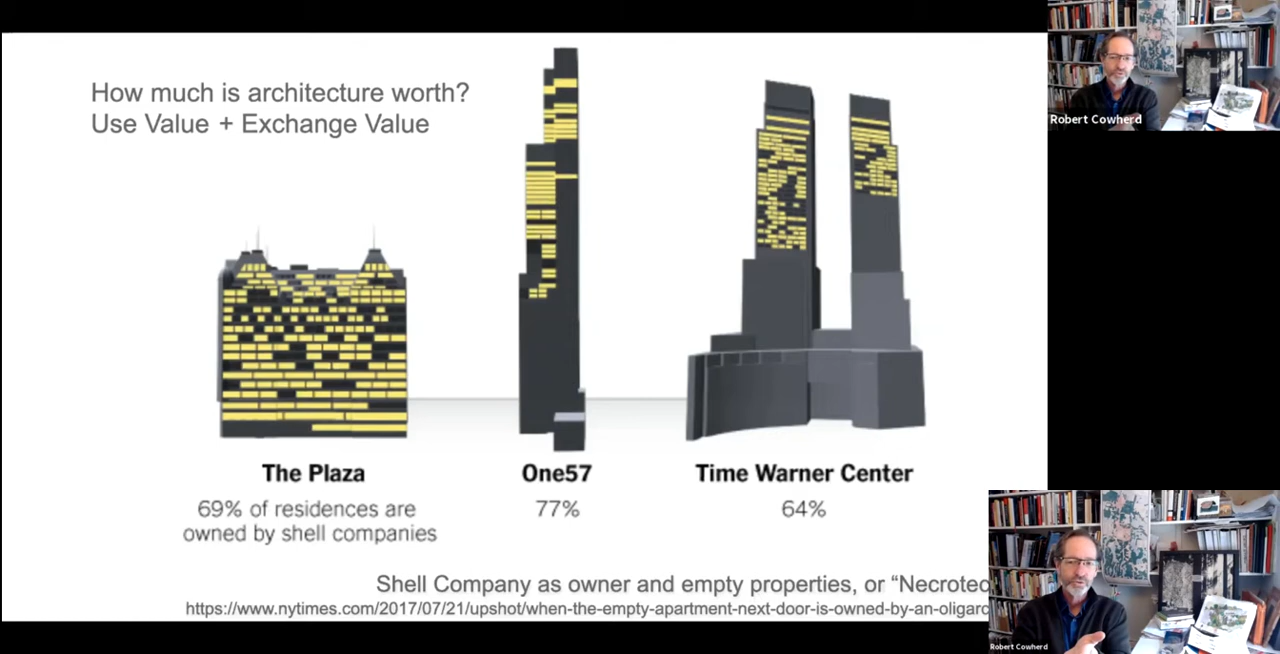 How much is architecture worth?
Use Value + Exchange Value
Robert Cowherd
The Plaza
69% of residences are
owned by shell companies
One57
77%
Time Warner Center
64%
Shell Company as owner and empty properties, or “Necrotec
https://www.nytimes.com/2017/07/21/upshot/when-the-empty-apartment-next-door-is-owned-by-an-oligarc
Robert Cowherd